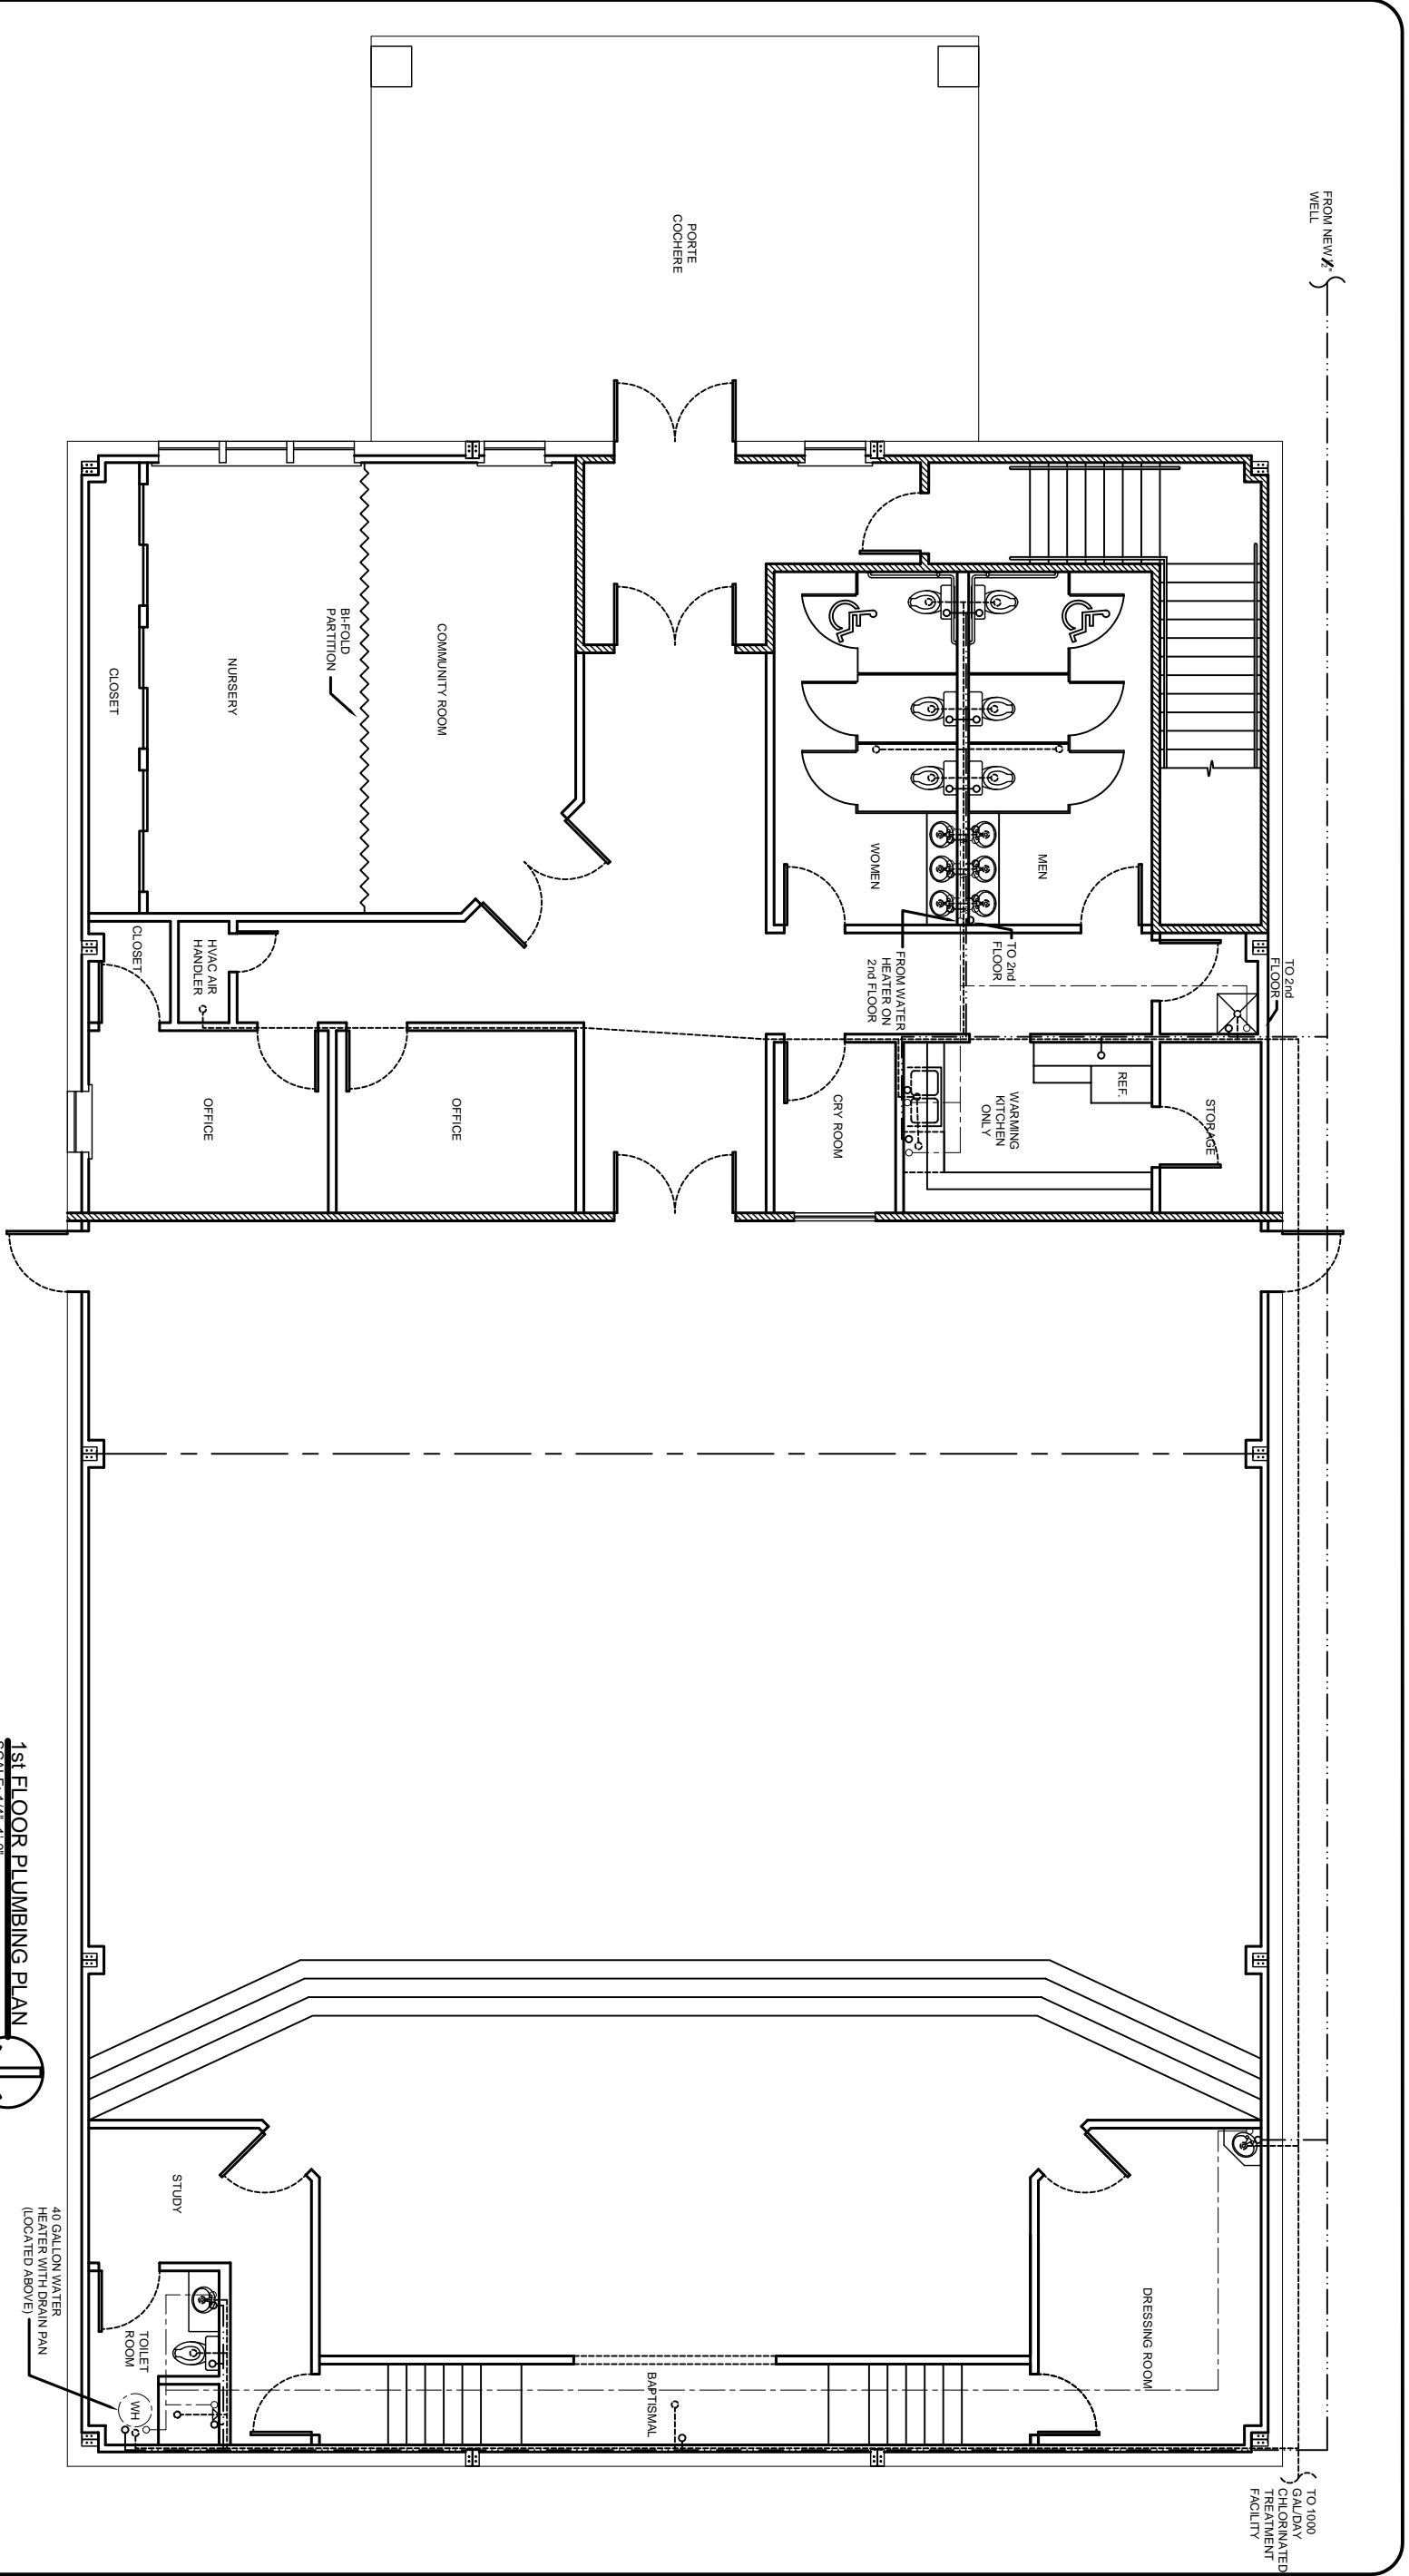 FROM NEW ½"
WELL
PORTE
COCHERE
TO 2nd
FLOOR
MEN
WOMEN
TO 2nd
FLOOR
FROM WATER
HEATER ON
2nd FLOOR
COMMUNITY ROOM
BI-FOLD
PARTITION
NURSERY
CLOSET
CLOSET
HVAC AIR
HANDLER
STORAGE
REF.
WARMING
KITCHEN
ONLY
CRY ROOM
OFFICE
OFFICE
DRESSING ROOM
BAPTISMAL
STUDY
TOILET
ROOM
WH
40 GALLON WATER
HEATER WITH DRAIN PAN
(LOCATED ABOVE)
TO 1000
GAL/DAY
CHLORINATED
TREATMENT
FACILITY
1st FLOOR PLUMBING PLAN